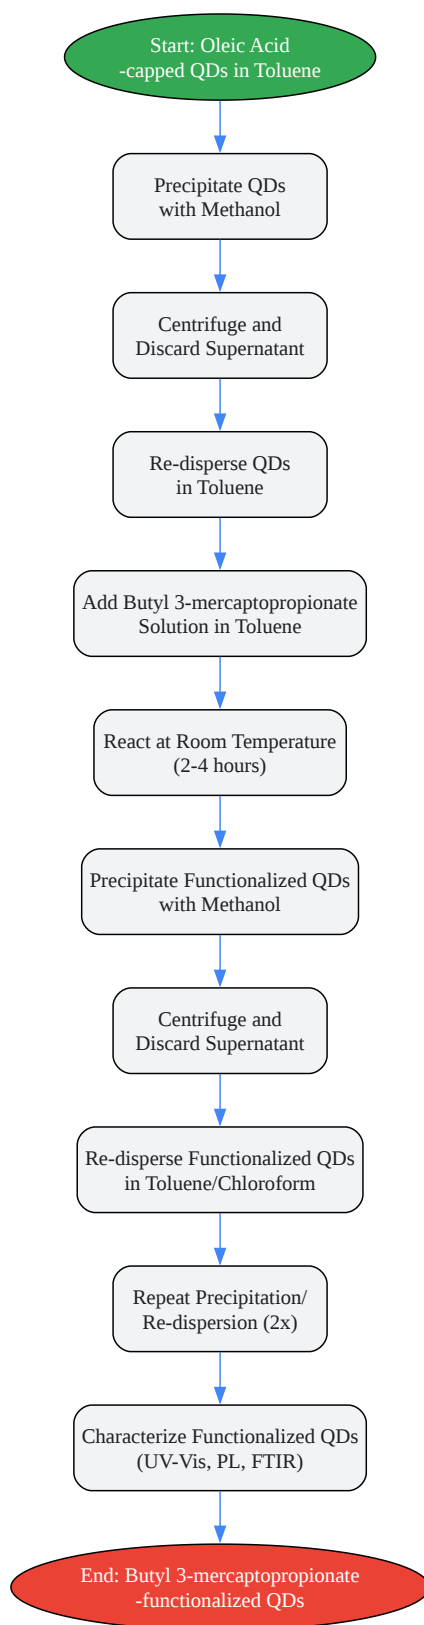 Start: Oleic Acid
-capped QDs in Toluene
Precipitate QDs
with Methanol
Centrifuge and
Discard Supernatant
Re-disperse QDs
in Toluene
Add Butyl 3-mercaptopropionate
Solution in Toluene
React at Room Temperature
(2-4 hours)
Precipitate Functionalized QDs
with Methanol
Centrifuge and
Discard Supernatant
Re-disperse Functionalized QDs
in Toluene/Chloroform
Repeat Precipitation/
Re-dispersion (2x)
Characterize Functionalized QDs
(UV-Vis, PL, FTIR)
End: Butyl 3-mercaptopropionate
-functionalized QDs